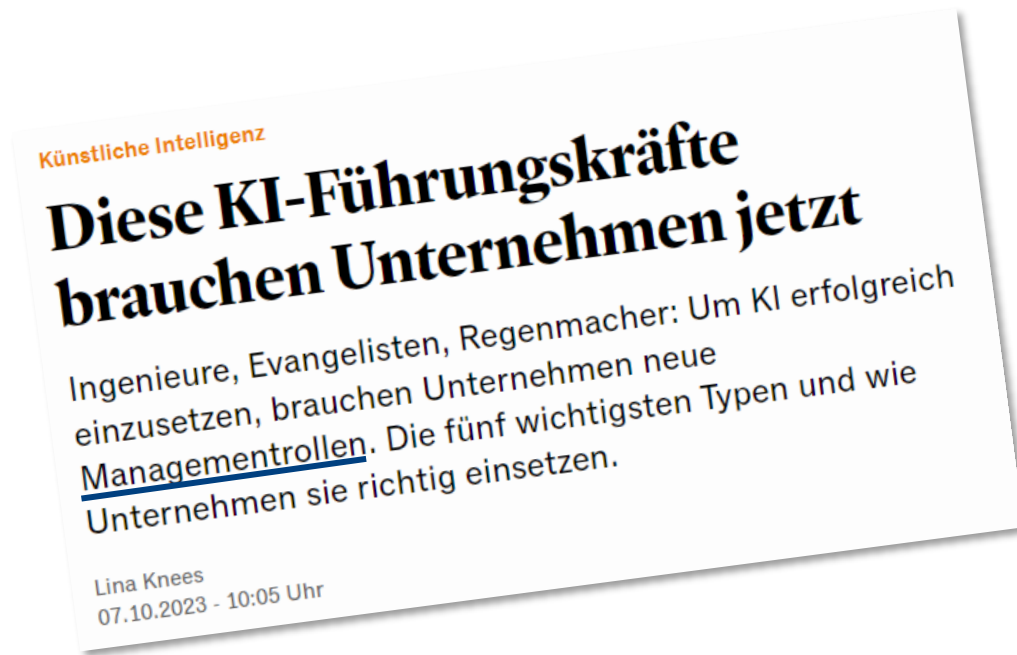 Künstliche Intelligenz
Diese KI-Führungskräfte
brauchen Unternehmen jetzt
Ingenieure, Evangelisten, Regenmacher: Um KI erfolgreich
einzusetzen, brauchen Unternehmen neue
Managementrollen. Die fünf wichtigsten Typen und wie
Unternehmen sie richtig einsetzen.
Lina Knees
07.10.2023 - 10:05 Uhr